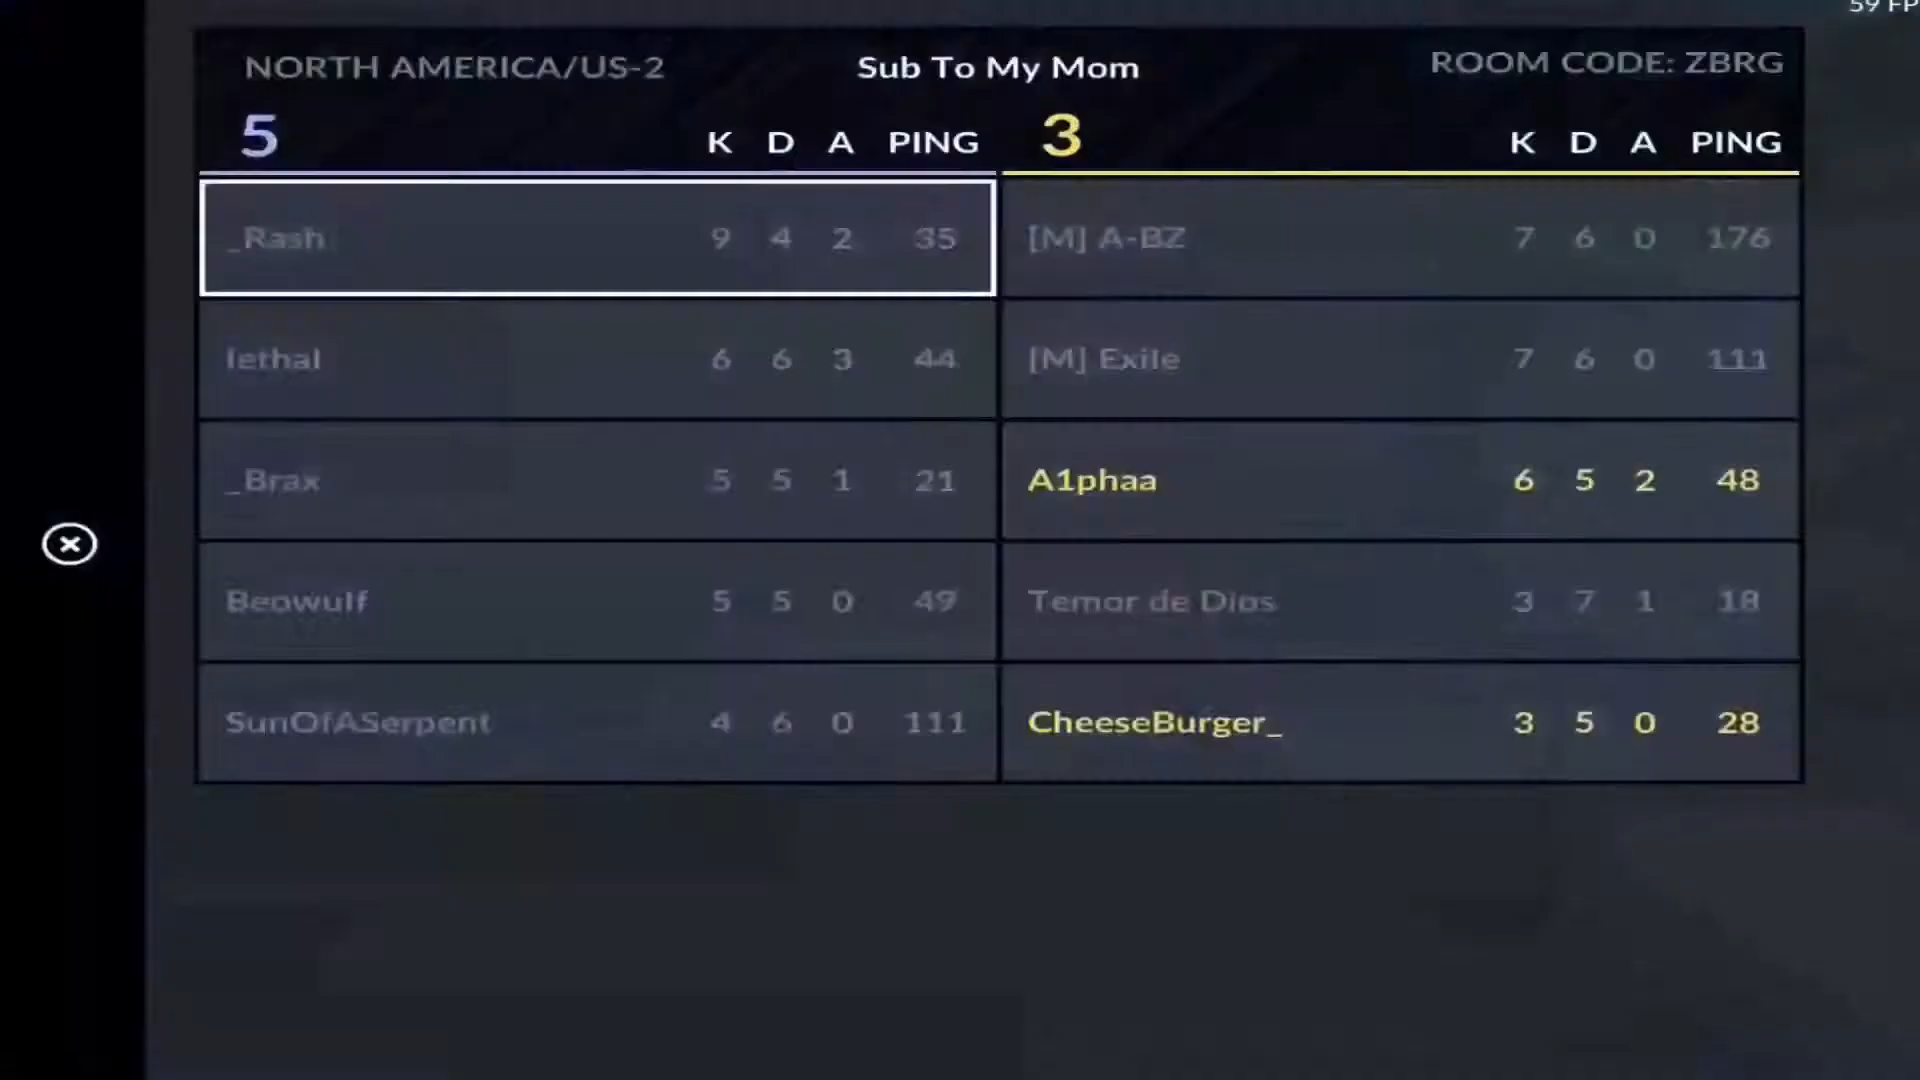 59 FP
NORTH AMERICA/US-2 Sub To My Mom ROOM CODE: ZBRG
5 K D A PING 3 K D A PING
_Rash 9 4 2 35 [M] A-BZ 7 6 0 176
lethal 6 6 3 44 [M] Exile 7 6 0 111
_Brax 5 5 1 21 A1phaa 6 5 2 48
Beowulf 5 5 0 49 Temor de Dios 3 7 1 18
SunOfASerpent 4 6 0 111 CheeseBurger_ 3 5 0 28